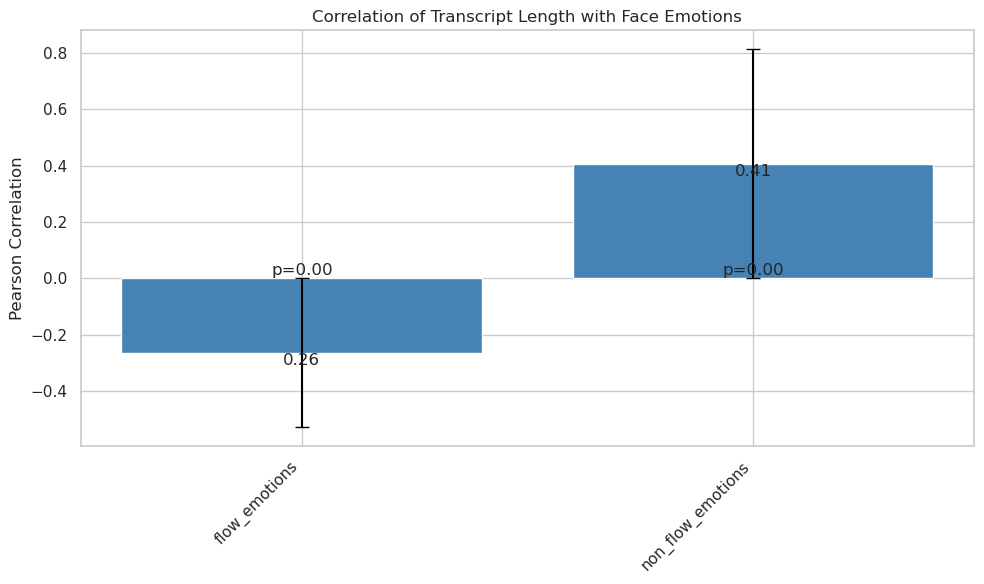 Correlation of Transcript Length with Face Emotions
Pearson Correlation
0.8
0.6
0.4
0.2
0.0
−0.2
−0.4
p=0.00
0.26
0.41
p=0.00
flow_emotions
non_flow_emotions